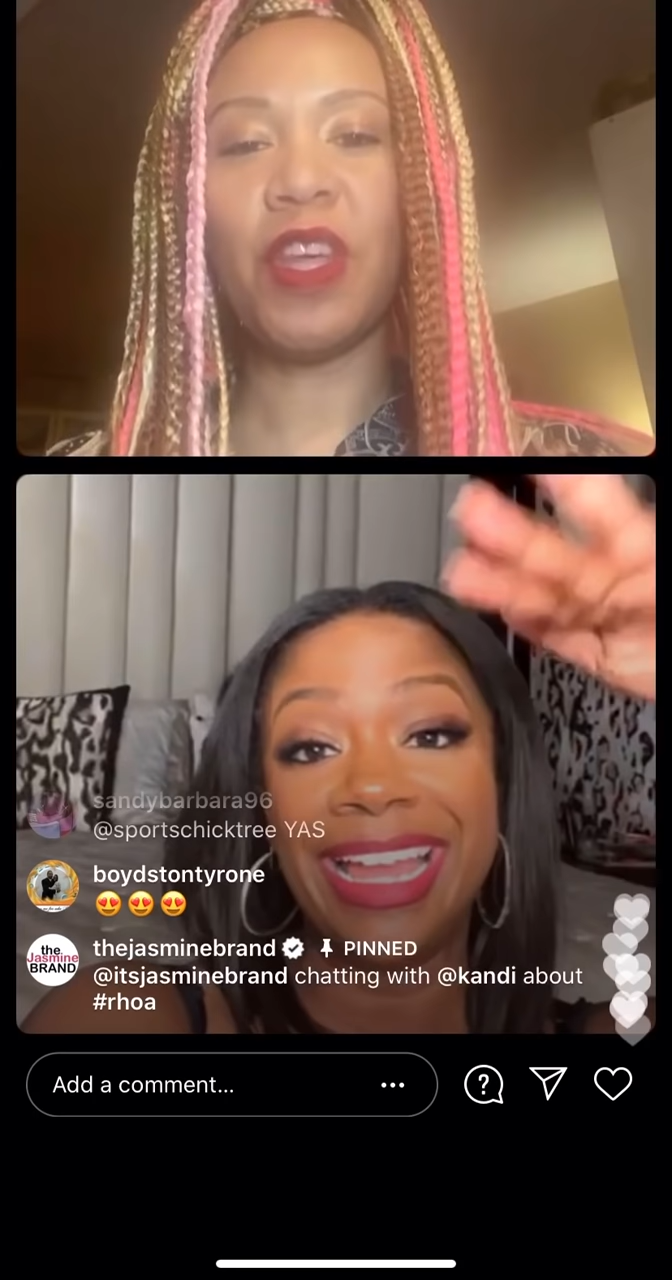 sandybarbara96
@sportschicktree YAS
boydstontyrone
😍😍😍
the
Jasmine
BRAND
thejasminebrand PINNED
@itsjasminebrand chatting with @kandi about
#rhoa
Add a comment...